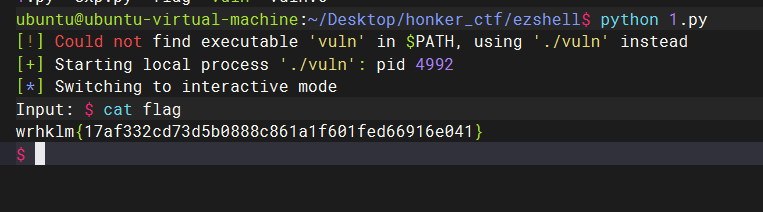 ubuntu@ubuntu-virtual-machine:~/Desktop/honker_ctf/ezshell$ python 1.py
[!] Could not find executable 'vuln' in $PATH, using './vuln' instead
[+] Starting local process './vuln': pid 4992
[*] Switching to interactive mode
Input: $ cat flag
wrhklm{17af332cd73d5b0888c861a1f601fed66916e041}
$